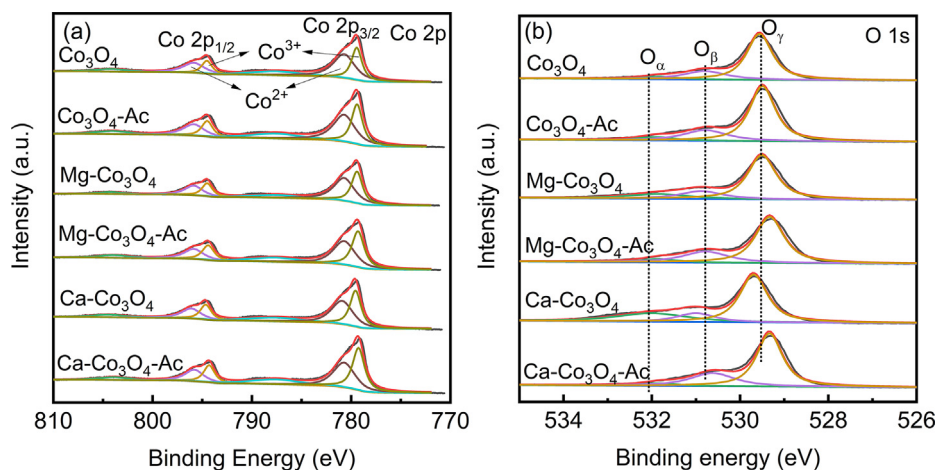 (a)
Co 2p1/2
Co³⁺
Co 2p3/2
Co 2p
Co²⁺
Co₃O₄
Co₃O₄-Ac
Mg-Co₃O₄
Mg-Co₃O₄-Ac
Ca-Co₃O₄
Ca-Co₃O₄-Ac
Intensity (a.u.)
810 800 790 780 770
Binding Energy (eV)
(b)
Oα
Oβ
Oγ
O 1s
Co₃O₄
Co₃O₄-Ac
Mg-Co₃O₄
Mg-Co₃O₄-Ac
Ca-Co₃O₄
Ca-Co₃O₄-Ac
Intensity (a.u.)
534 532 530 528 526
Binding energy (eV)